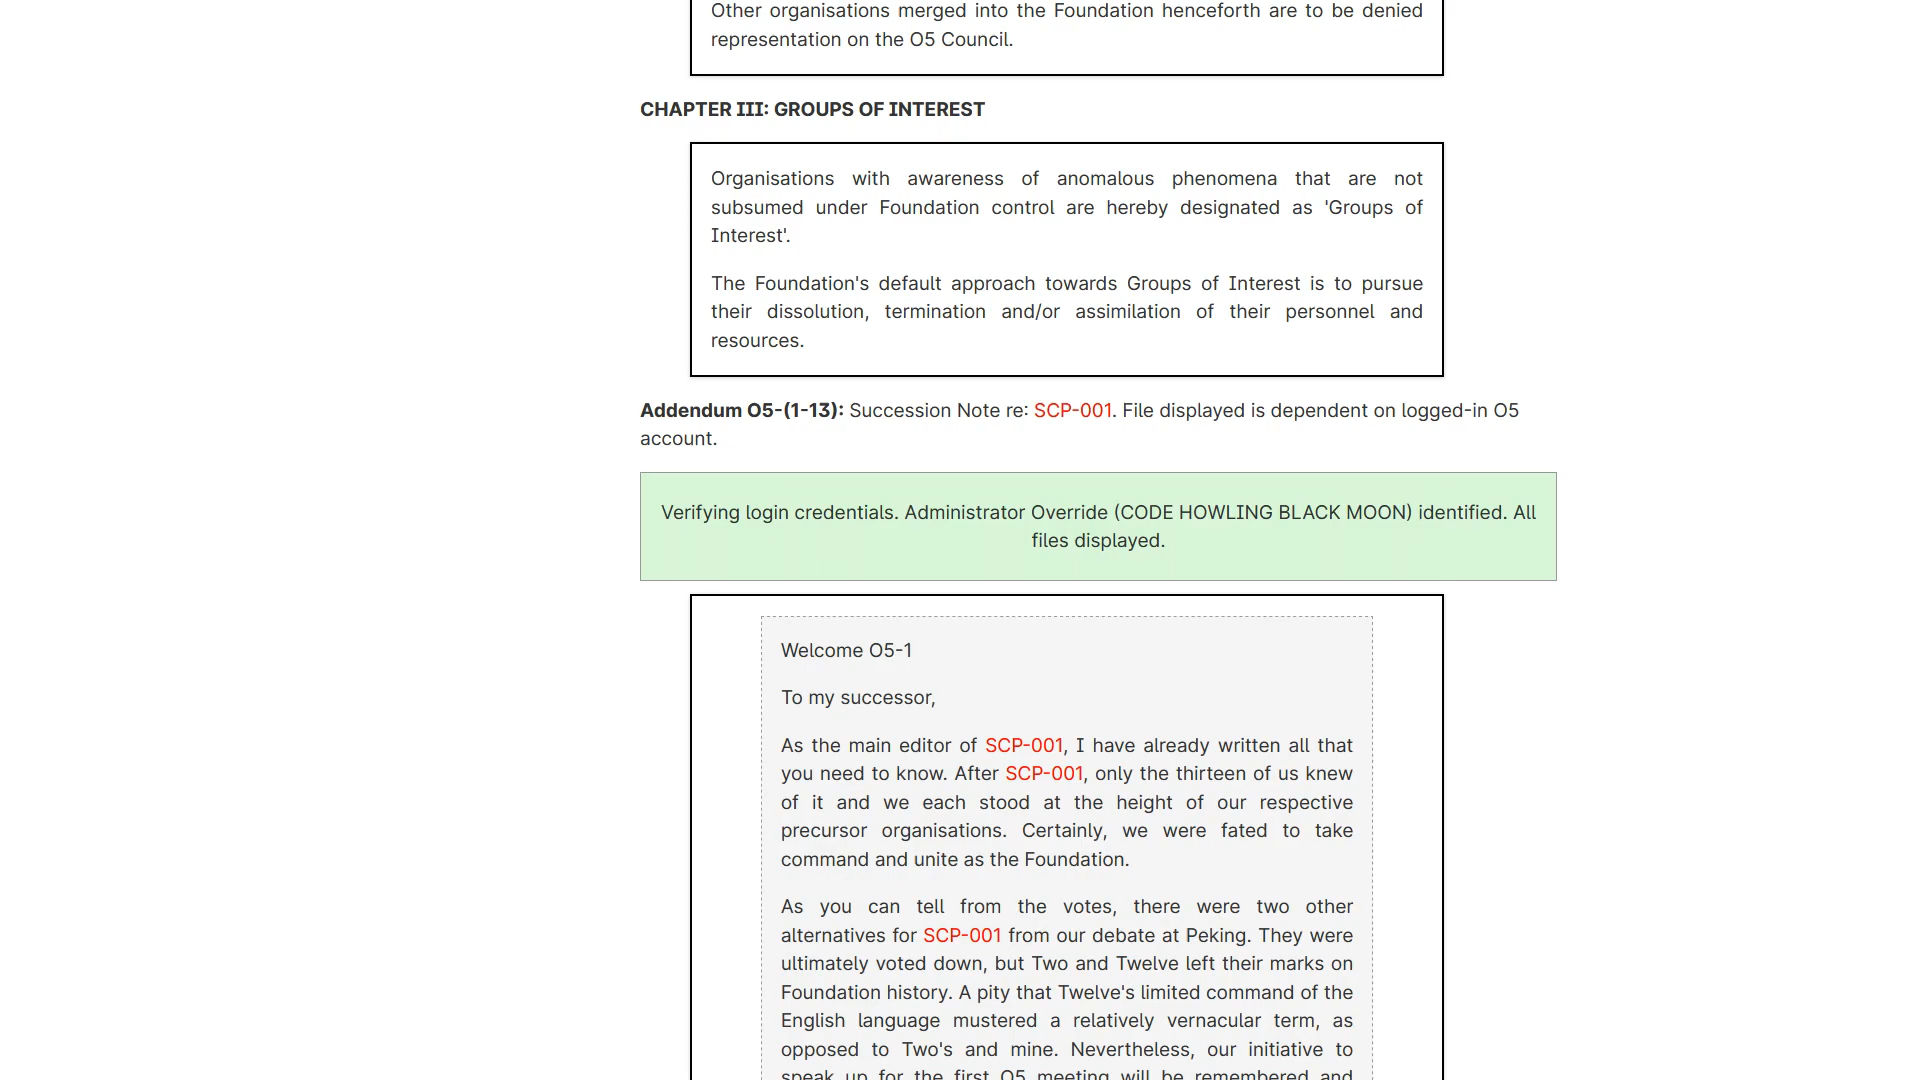 Other organisations merged into the Foundation henceforth are to be denied
representation on the O5 Council.
CHAPTER III: GROUPS OF INTEREST
Organisations with awareness of anomalous phenomena that are not
subsumed under Foundation control are hereby designated as 'Groups of
Interest'.
The Foundation's default approach towards Groups of Interest is to pursue
their dissolution, termination and/or assimilation of their personnel and
resources.
Addendum O5-(1-13): Succession Note re: SCP-001. File displayed is dependent on logged-in O5
account.
Verifying login credentials. Administrator Override (CODE HOWLING BLACK MOON) identified. All
files displayed.
Welcome O5-1
To my successor,
As the main editor of SCP-001, I have already written all that
you need to know. After SCP-001, only the thirteen of us knew
of it and we each stood at the height of our respective
precursor organisations. Certainly, we were fated to take
command and unite as the Foundation.
As you can tell from the votes, there were two other
alternatives for SCP-001 from our debate at Peking. They were
ultimately voted down, but Two and Twelve left their marks on
Foundation history. A pity that Twelve's limited command of the
English language mustered a relatively vernacular term, as
opposed to Two's and mine. Nevertheless, our initiative to
speak up for the first O5 meeting will be remembered and